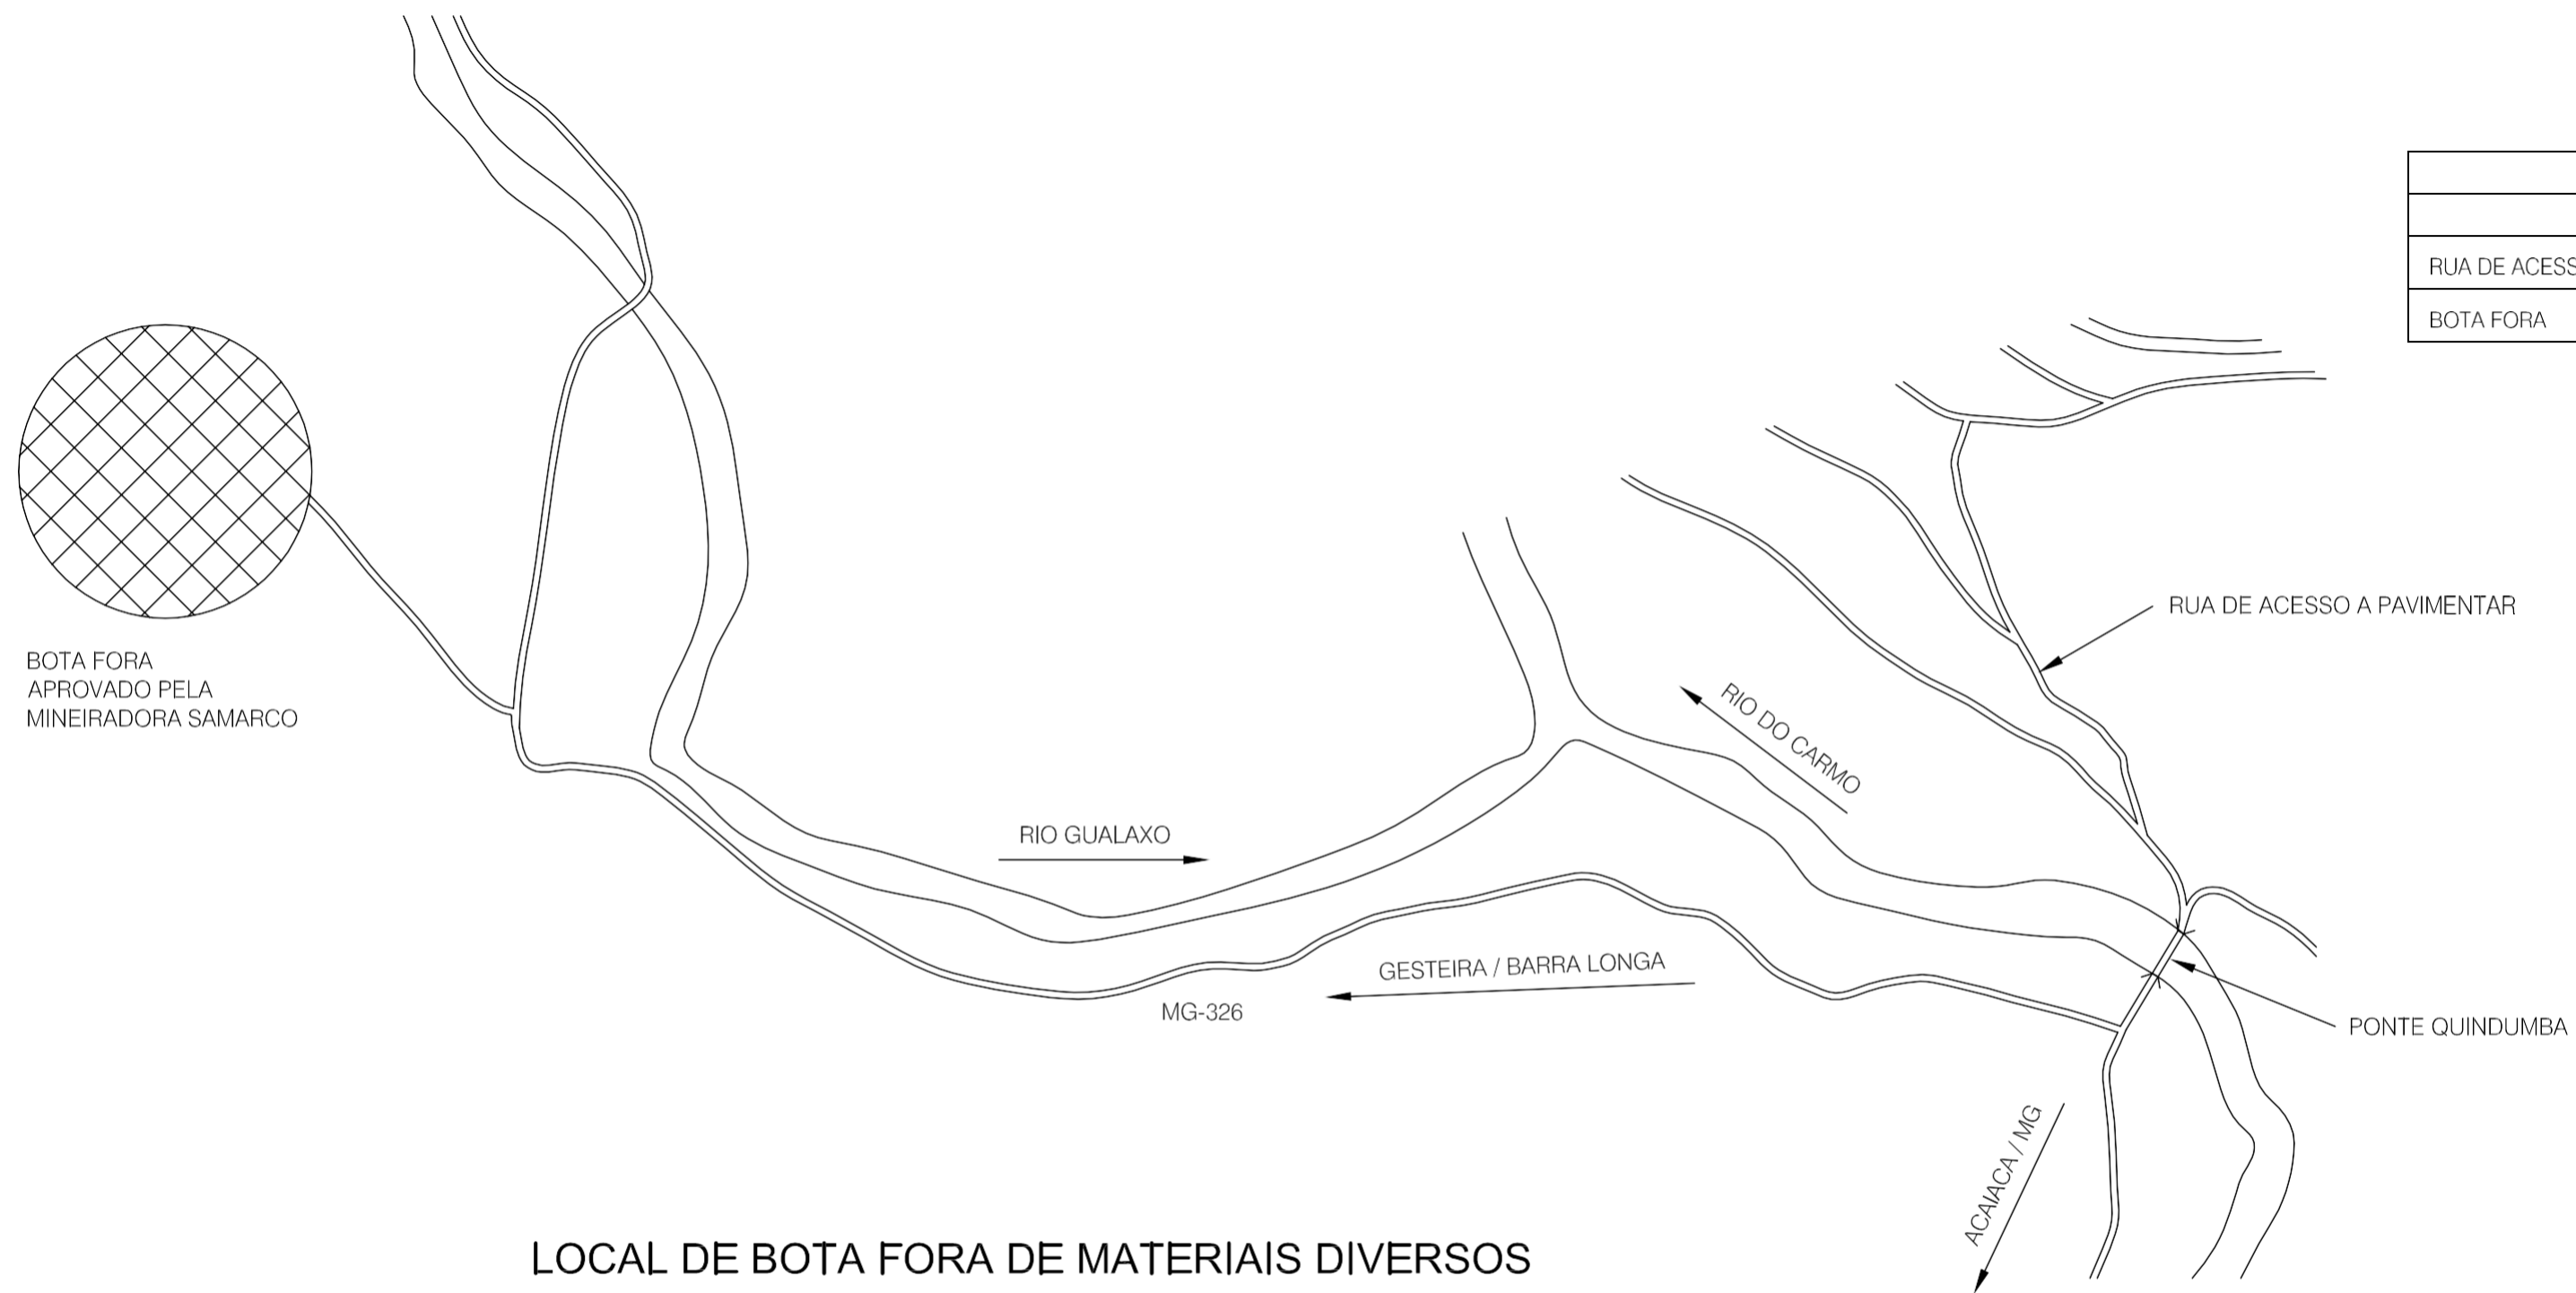 RUA DE ACESS
BOTA FORA
RUA DE ACESSO A PAVIMENTAR
BOTA FORA
APROVADO PELA
MINEIRADORA SAMARCO
RIO DO CARMO
RIO GUALAXO
GESTEIRA / BARRA LONGA
MG-326
PONTE QUINDUMBA
ACAIACA / MG
LOCAL DE BOTA FORA DE MATERIAIS DIVERSOS